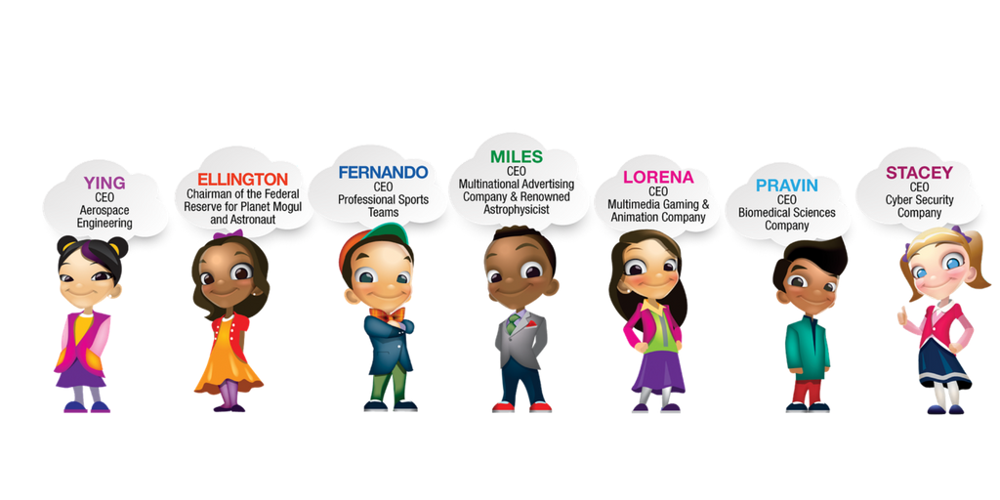 YING
CEO
Aerospace
Engineering
ELLINGTON
Chairman of the Federal
Reserve for Planet Mogul
and Astronaut
FERNANDO
CEO
Professional Sports
Teams
MILES
CEO
Multinational Advertising
Company & Renowned
Astrophysicist
LORENA
CEO
Multimedia Gaming &
Animation Company
PRAVIN
CEO
Biomedical Sciences
Company
STACEY
CEO
Cyber Security
Company